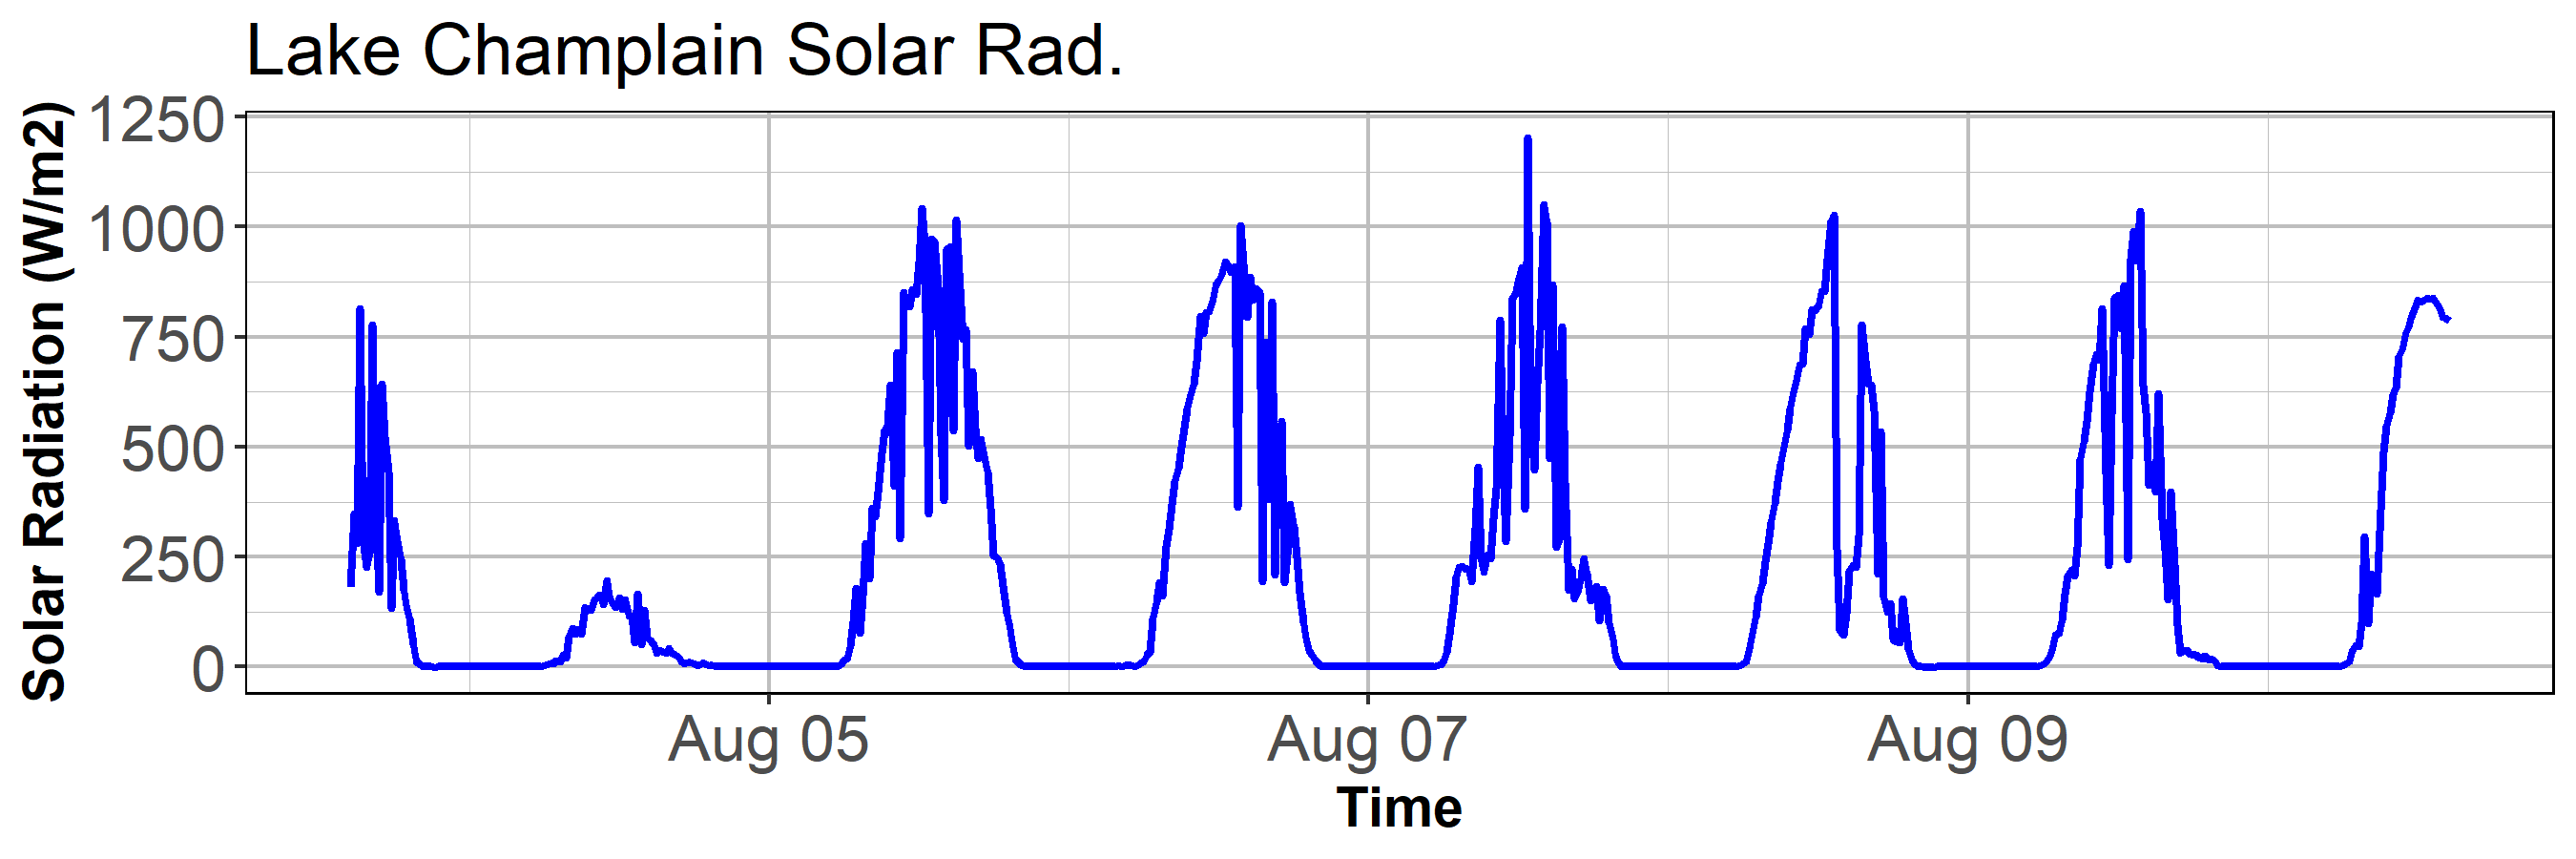 Lake Champlain Solar Rad.
Solar Radiation (W/m2)
1250
1000
750
500
250
0
Aug 05
Aug 07
Aug 09
Time